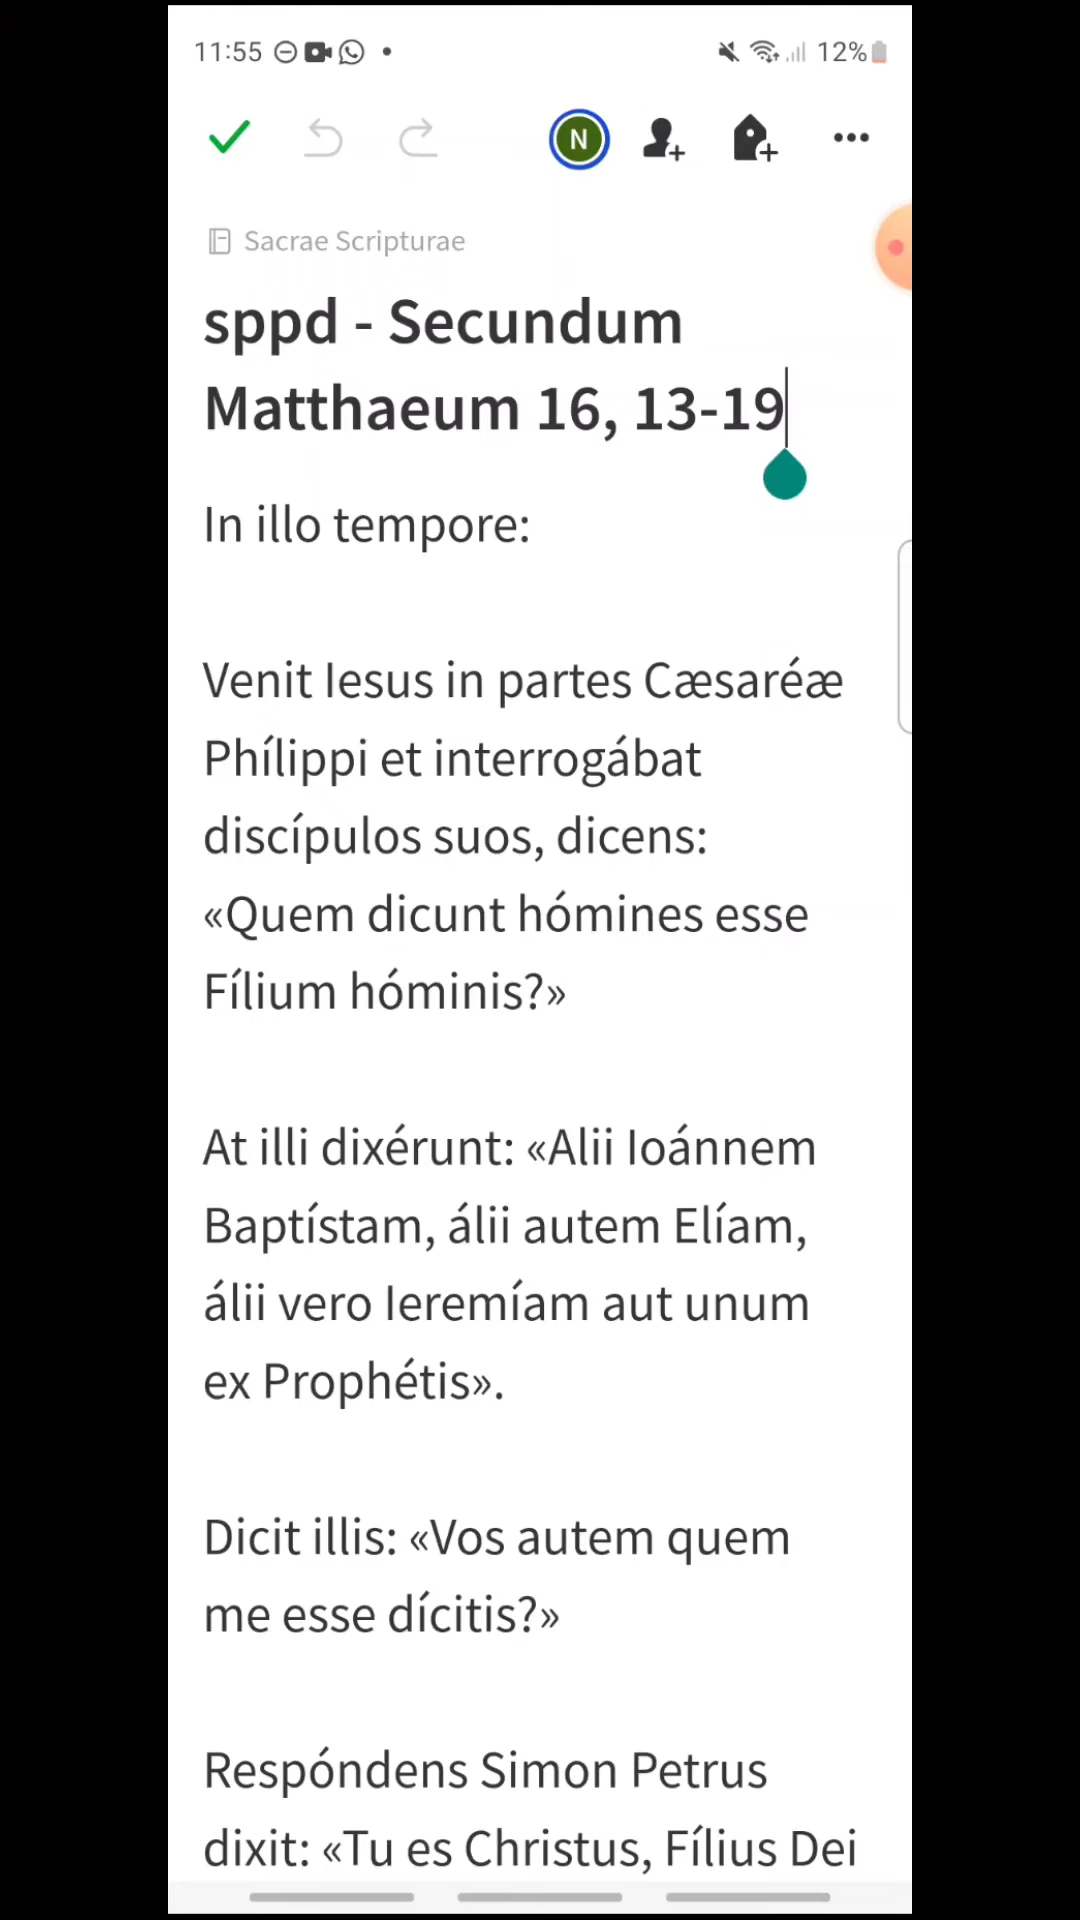 11:55
12%
N
Sacrae Scripturae
sppd - Secundum
Matthaeum 16, 13-19
In illo tempore:
Venit Iesus in partes Cæsaréæ
Phílippi et interrogábat
discípulos suos, dicens:
«Quem dicunt hómines esse
Fílium hóminis?»
At illi dixérunt: «Alii Ioánnem
Baptístam, álii autem Elíam,
álii vero Ieremíam aut unum
ex Prophétis».
Dicit illis: «Vos autem quem
me esse dícitis?»
Respóndens Simon Petrus
dixit: «Tu es Christus, Fílius Dei